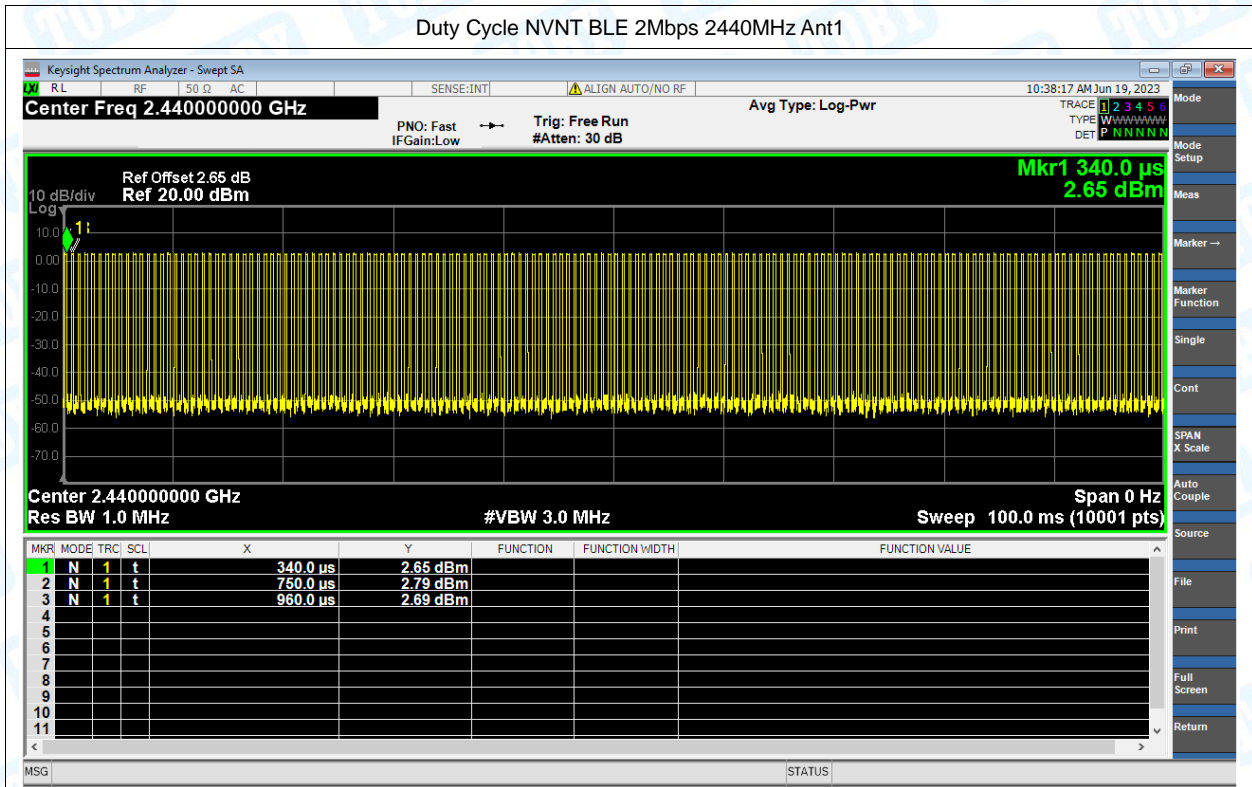 Duty Cycle NVNT BLE 2Mbps 2440MHz Ant1
Keysight Spectrum Analyzer - Swept SA
LXI RL RF 50 Ω AC SENSE:INT ALIGN AUTO/NO RF 10:38:17 AM Jun 19, 2023
Center Freq 2.440000000 GHz Avg Type: Log-Pwr TRACE 1 2 3 4 5 6
PNO: Fast Trig: Free Run TYPE WWWWWW
IFGain:Low #Atten: 30 dB DET P N N N N N
Mode
Mode Setup
Meas
Marker →
Marker Function
Single
Cont
SPAN X Scale
Auto Couple
Source
File
Print
Full Screen
Return
Mkr1 340.0 µs
2.65 dBm
Ref Offset 2.65 dB
10 dB/div Ref 20.00 dBm
Log
1
10.0
0.00
-10.0
-20.0
-30.0
-40.0
-50.0
-60.0
-70.0
Center 2.440000000 GHz Span 0 Hz
Res BW 1.0 MHz #VBW 3.0 MHz Sweep 100.0 ms (10001 pts)
MKR MODE TRC SCL X Y FUNCTION FUNCTION WIDTH FUNCTION VALUE
1 N 1 t 340.0 µs 2.65 dBm
2 N 1 t 750.0 µs 2.79 dBm
3 N 1 t 960.0 µs 2.69 dBm
4
5
6
7
8
9
10
11
MSG STATUS
TOBY